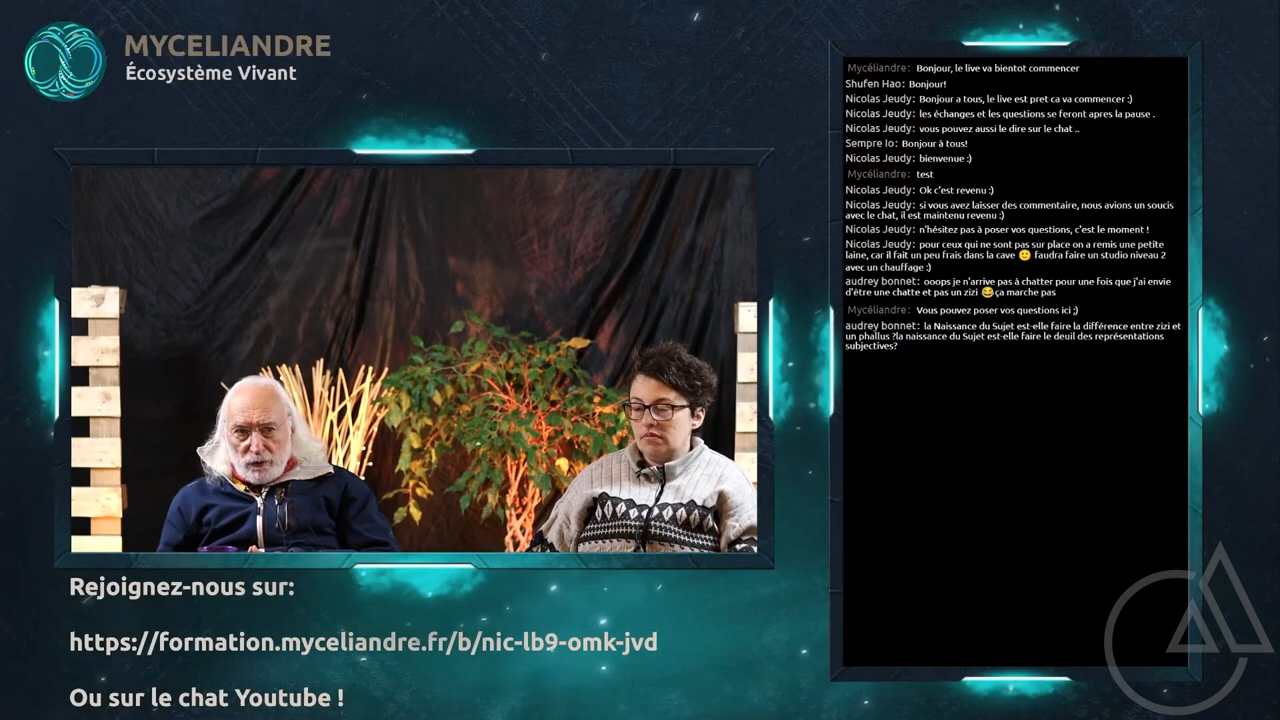 MYCELIANDRE
Écosystème Vivant
Mycéliandre: Bonjour, le live va bientot commencer
Shufen Hao: Bonjour!
Nicolas Jeudy: Bonjour a tous, le live est pret ca va commencer :)
Nicolas Jeudy: les échanges et les questions se feront apres la pause .
Nicolas Jeudy: vous pouvez aussi le dire sur le chat ..
Sempre Io: Bonjour à tous!
Nicolas Jeudy: bienvenue :)
Mycéliandre: test
Nicolas Jeudy: Ok c'est revenu :)
Nicolas Jeudy: si vous avez laisser des commentaire, nous avions un soucis
avec le chat, il est maintenu revenu :)
Nicolas Jeudy: n'hésitez pas à poser vos questions, c'est le moment !
Nicolas Jeudy: pour ceux qui ne sont pas sur place on a remis une petite
laine, car il fait un peu frais dans la cave 🙂 faudra faire un studio niveau 2
avec un chauffage :)
audrey bonnet: ooops je n'arrive pas à chatter pour une fois que j'ai envie
d'être une chatte et pas un zizi 😂ça marche pas
Mycéliandre: Vous pouvez poser vos questions ici ;)
audrey bonnet: la Naissance du Sujet est-elle faire la différence entre zizi et
un phallus ?la naissance du Sujet est-elle faire le deuil des représentations
subjectives?
Rejoignez-nous sur:
https://formation.myceliandre.fr/b/nic-lb9-omk-jvd
Ou sur le chat Youtube !